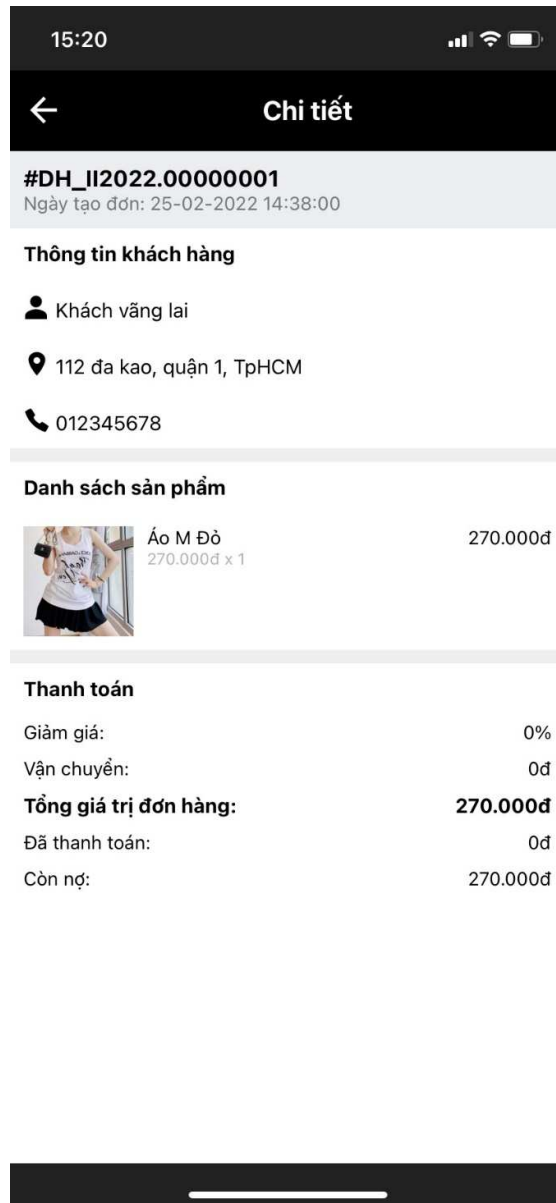 15:20
Chi tiết
#DH_II2022.00000001
Ngày tạo đơn: 25-02-2022 14:38:00
Thông tin khách hàng
Khách vãng lai
112 đa kao, quận 1, TpHCM
012345678
Danh sách sản phẩm
Áo M Đỏ 270.000đ
270.000đ x 1
Thanh toán
Giảm giá: 0%
Vận chuyển: 0đ
Tổng giá trị đơn hàng: 270.000đ
Đã thanh toán: 0đ
Còn nợ: 270.000đ